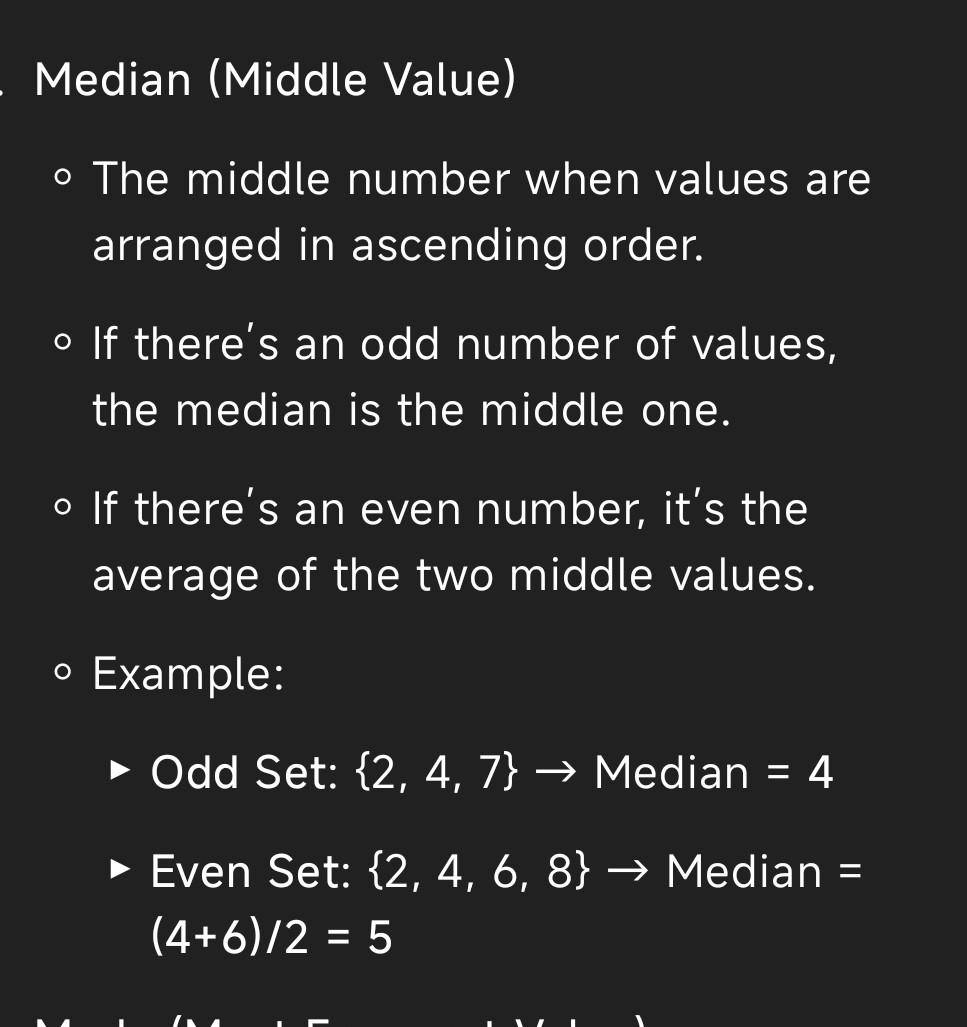 . Median (Middle Value)
○ The middle number when values are
arranged in ascending order.
○ If there's an odd number of values,
the median is the middle one.
○ If there's an even number, it's the
average of the two middle values.
○ Example:
► Odd Set: {2, 4, 7} → Median = 4
► Even Set: {2, 4, 6, 8} → Median =
(4+6)/2 = 5